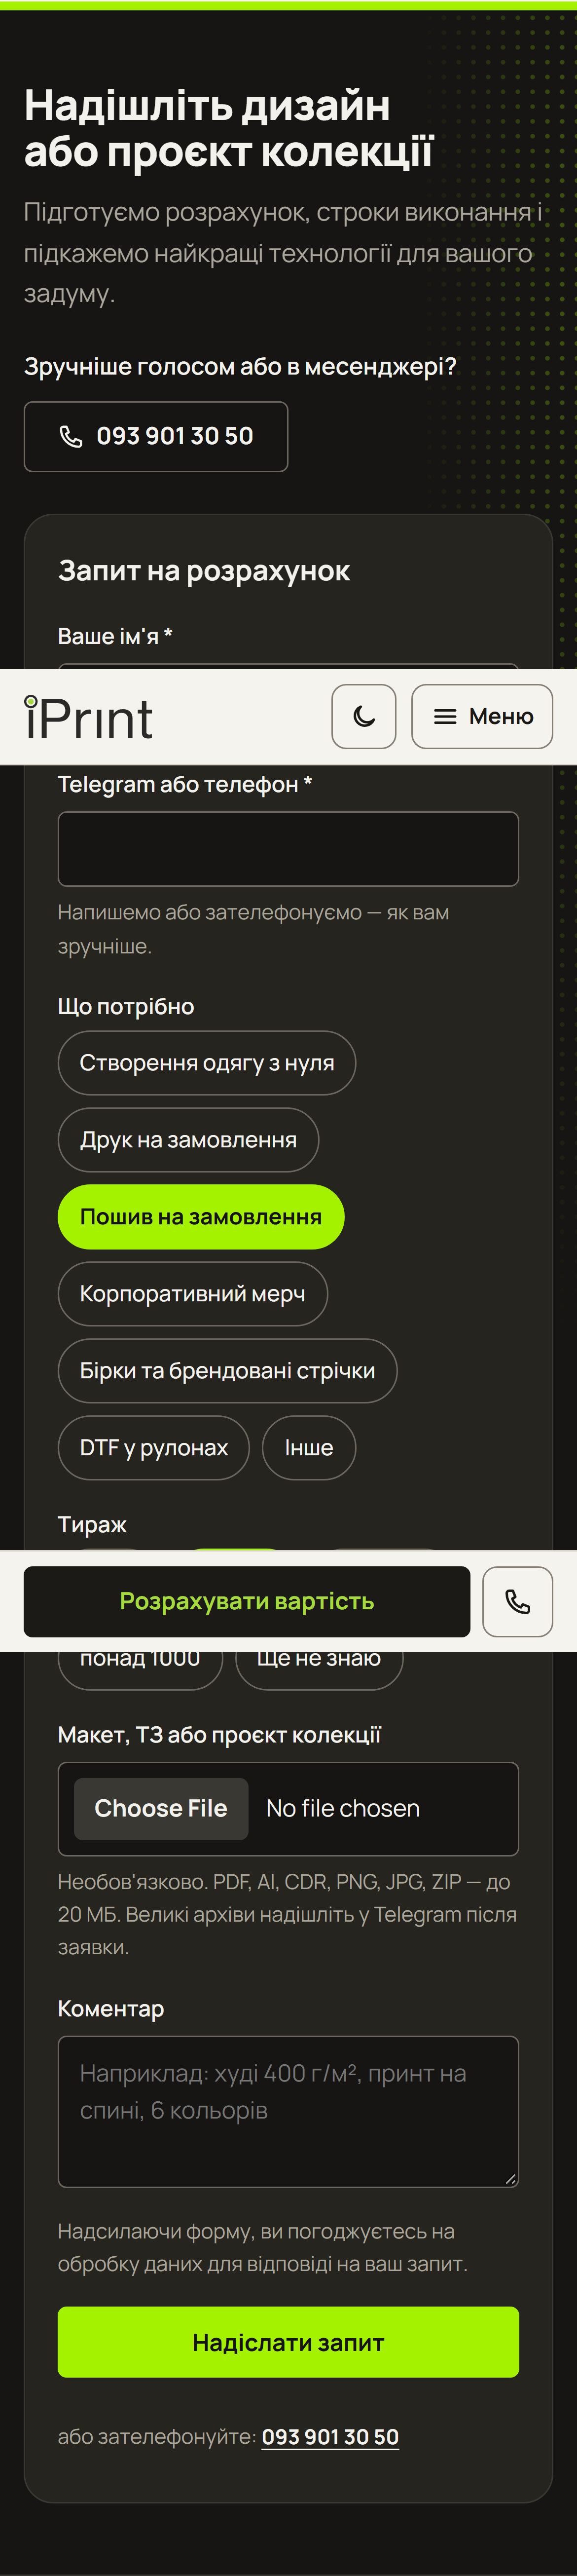 Надішліть дизайн
або проєкт колекції
Підготуємо розрахунок, строки виконання і
підкажемо найкращі технології для вашого
задуму.
Зручніше голосом або в месенджері?
093 901 30 50
Запит на розрахунок
Ваше ім'я *
iPrint
Меню
Telegram або телефон *
Напишемо або зателефонуємо — як вам
зручніше.
Що потрібно
Створення одягу з нуля
Друк на замовлення
Пошив на замовлення
Корпоративний мерч
Бірки та брендовані стрічки
DTF у рулонах
Інше
Тираж
Розрахувати вартість
понад 1000
Ще не знаю
Макет, ТЗ або проєкт колекції
Choose File No file chosen
Необов'язково. PDF, AI, CDR, PNG, JPG, ZIP — до
20 МБ. Великі архіви надішліть у Telegram після
заявки.
Коментар
Наприклад: худі 400 г/м², принт на
спині, 6 кольорів
Надсилаючи форму, ви погоджуєтесь на
обробку даних для відповіді на ваш запит.
Надіслати запит
або зателефонуйте: 093 901 30 50